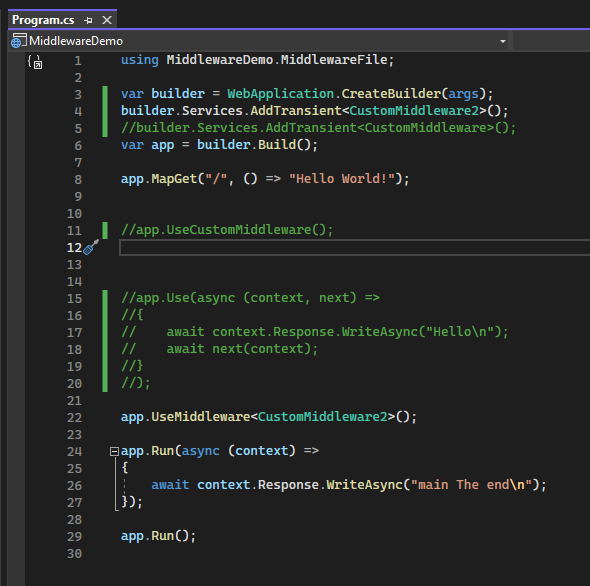 Program.cs
MiddlewareDemo
1 using MiddlewareDemo.MiddlewareFile;
2
3 var builder = WebApplication.CreateBuilder(args);
4 builder.Services.AddTransient<CustomMiddleware2>();
5 //builder.Services.AddTransient<CustomMiddleware>();
6 var app = builder.Build();
7
8 app.MapGet("/", () => "Hello World!");
9
10
11 //app.UseCustomMiddleware();
12
13
14
15 //app.Use(async (context, next) =>
16 //{
17 //    await context.Response.WriteAsync("Hello\n");
18 //    await next(context);
19 //}
20 //);
21
22 app.UseMiddleware<CustomMiddleware2>();
23
24 app.Run(async (context) =>
25 {
26     await context.Response.WriteAsync("main The end\n");
27 });
28
29 app.Run();
30